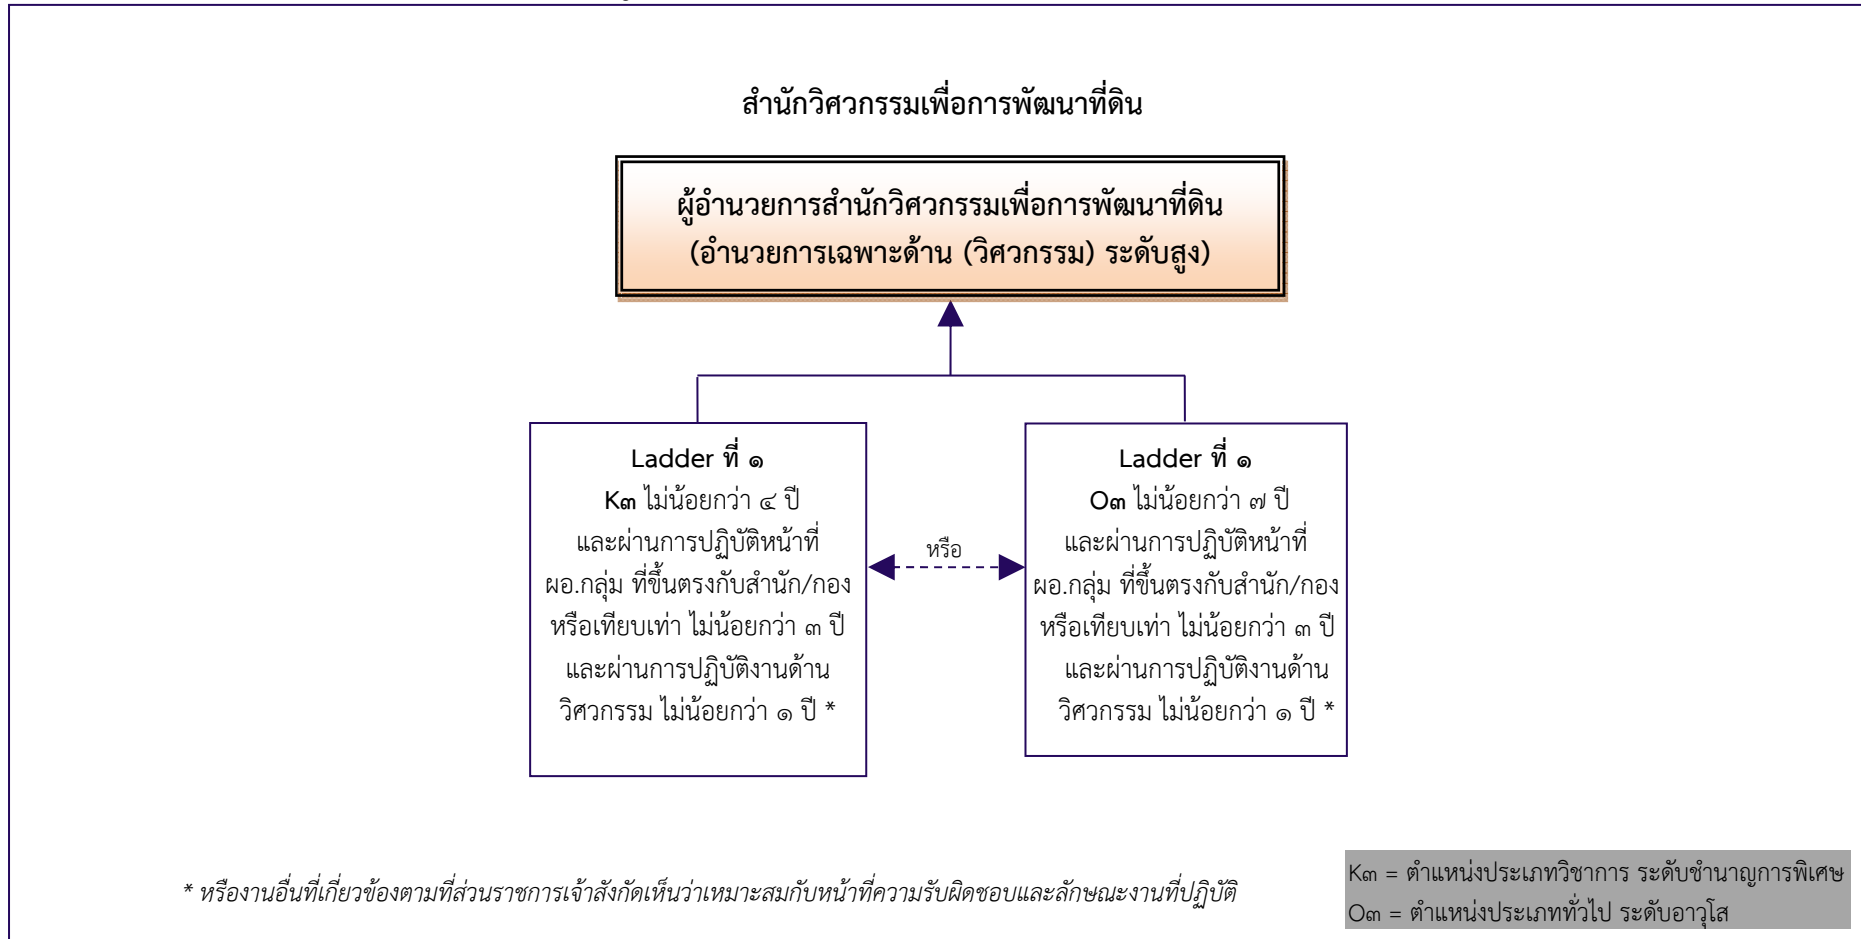 สำนักวิศวกรรมเพื่อการพัฒนาที่ดิน
ผู้อำนวยการสำนักวิศวกรรมเพื่อการพัฒนาที่ดิน
(อำนวยการเฉพาะด้าน (วิศวกรรม) ระดับสูง)
Ladder ที่ ๑
K๓ ไม่น้อยกว่า ๔ ปี
และผ่านการปฏิบัติหน้าที่
ผอ.กลุ่ม ที่ขึ้นตรงกับสำนัก/กอง
หรือเทียบเท่า ไม่น้อยกว่า ๓ ปี
และผ่านการปฏิบัติงานด้าน
วิศวกรรม ไม่น้อยกว่า ๑ ปี *
หรือ
Ladder ที่ ๑
O๓ ไม่น้อยกว่า ๗ ปี
และผ่านการปฏิบัติหน้าที่
ผอ.กลุ่ม ที่ขึ้นตรงกับสำนัก/กอง
หรือเทียบเท่า ไม่น้อยกว่า ๓ ปี
และผ่านการปฏิบัติงานด้าน
วิศวกรรม ไม่น้อยกว่า ๑ ปี *
* หรืองานอื่นที่เกี่ยวข้องตามที่ส่วนราชการเจ้าสังกัดเห็นว่าเหมาะสมกับหน้าที่ความรับผิดชอบและลักษณะงานที่ปฏิบัติ
K๓ = ตำแหน่งประเภทวิชาการ ระดับชำนาญการพิเศษ
O๓ = ตำแหน่งประเภททั่วไป ระดับอาวุโส